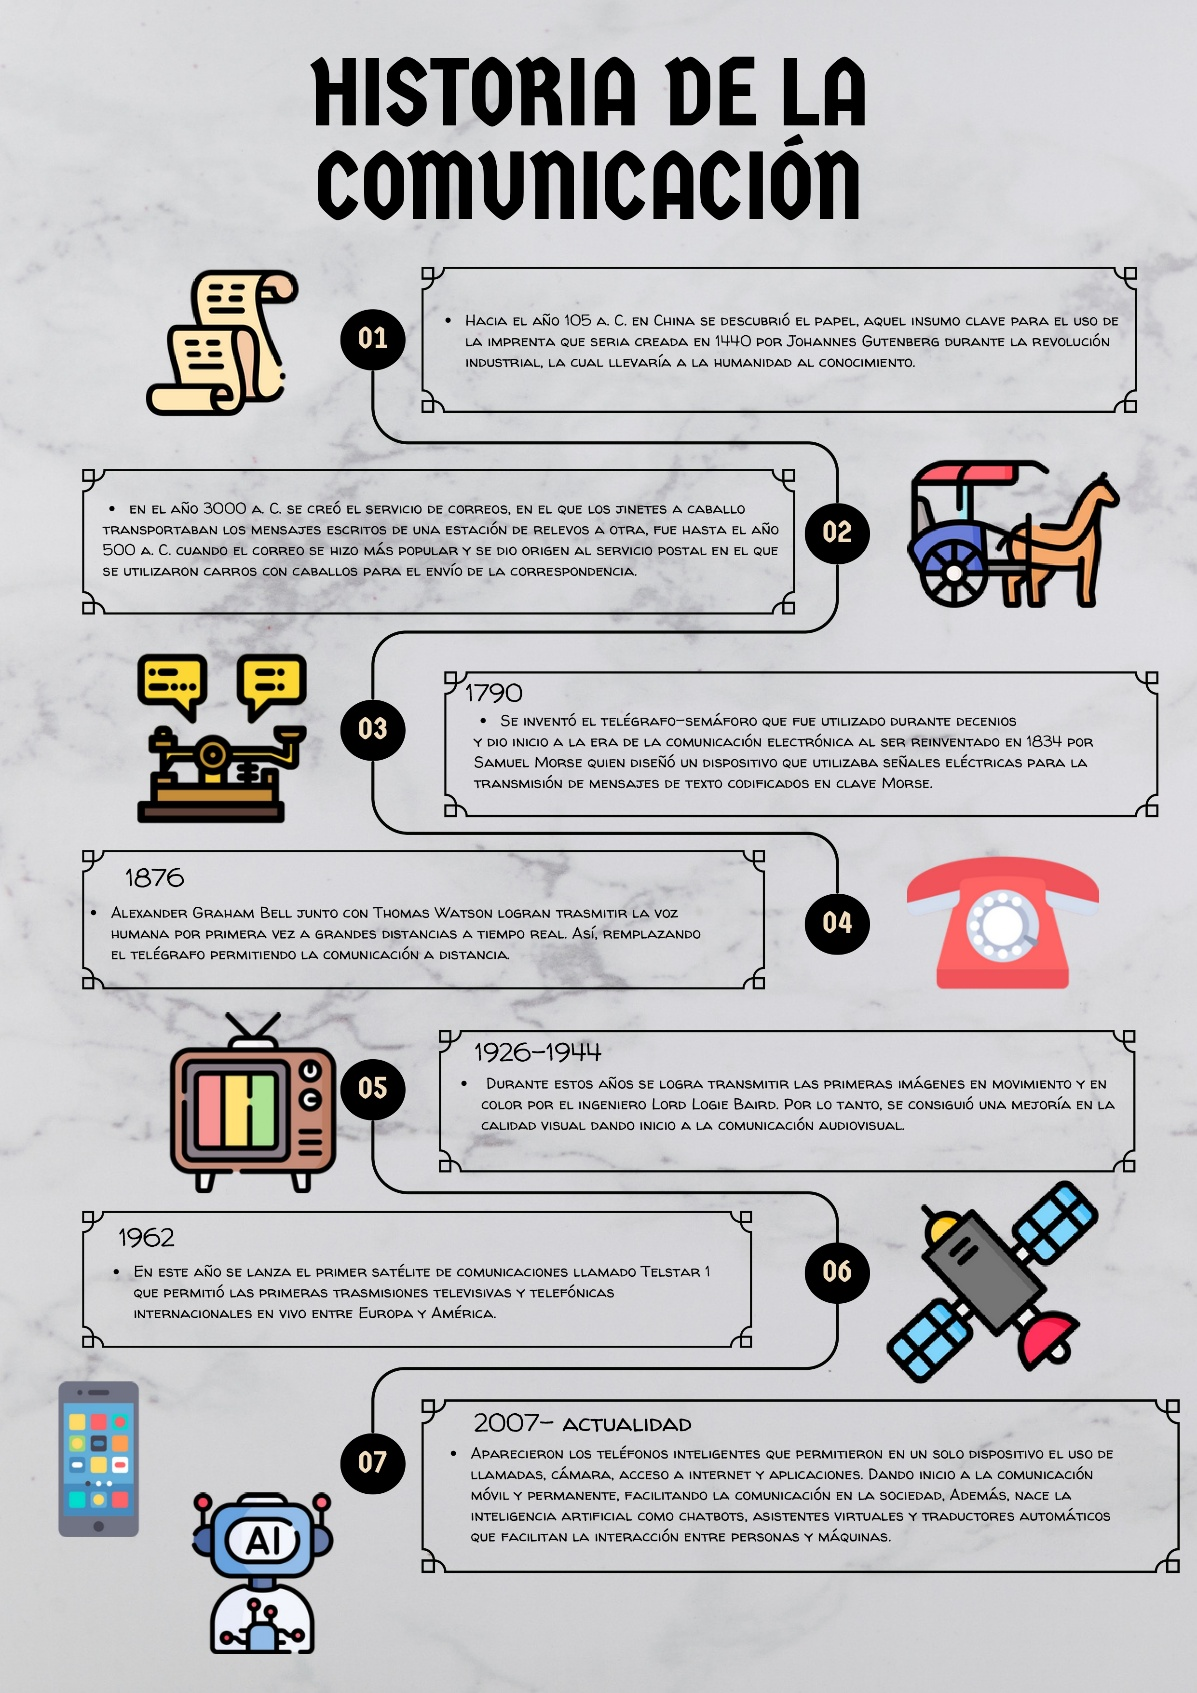 HISTORIA DE LA
COMUNICACIÓN
01
• Hacia el año 105 a. C. en China se descubrió el papel, aquel insumo clave para el uso de
la imprenta que seria creada en 1440 por Johannes Gutenberg durante la revolución
industrial, la cual llevaría a la humanidad al conocimiento.
02
• en el año 3000 a. C. se creó el servicio de correos, en el que los jinetes a caballo
transportaban los mensajes escritos de una estación de relevos a otra, fue hasta el año
500 a. C. cuando el correo se hizo más popular y se dio origen al servicio postal en el que
se utilizaron carros con caballos para el envío de la correspondencia.
03
1790
• Se inventó el telégrafo-semáforo que fue utilizado durante decenios
y dio inicio a la era de la comunicación electrónica al ser reinventado en 1834 por
Samuel Morse quien diseñó un dispositivo que utilizaba señales eléctricas para la
transmisión de mensajes de texto codificados en clave Morse.
04
1876
• Alexander Graham Bell junto con Thomas Watson logran trasmitir la voz
humana por primera vez a grandes distancias a tiempo real. Así, remplazando
el telégrafo permitiendo la comunicación a distancia.
05
1926-1944
• Durante estos años se logra transmitir las primeras imágenes en movimiento y en
color por el ingeniero Lord Logie Baird. Por lo tanto, se consiguió una mejoría en la
calidad visual dando inicio a la comunicación audiovisual.
06
1962
• En este año se lanza el primer satélite de comunicaciones llamado Telstar 1
que permitió las primeras trasmisiones televisivas y telefónicas
internacionales en vivo entre Europa y América.
07
2007- actualidad
• Aparecieron los teléfonos inteligentes que permitieron en un solo dispositivo el uso de
llamadas, cámara, acceso a internet y aplicaciones. Dando inicio a la comunicación
móvil y permanente, facilitando la comunicación en la sociedad, Además, nace la
inteligencia artificial como chatbots, asistentes virtuales y traductores automáticos
que facilitan la interacción entre personas y máquinas.
AI